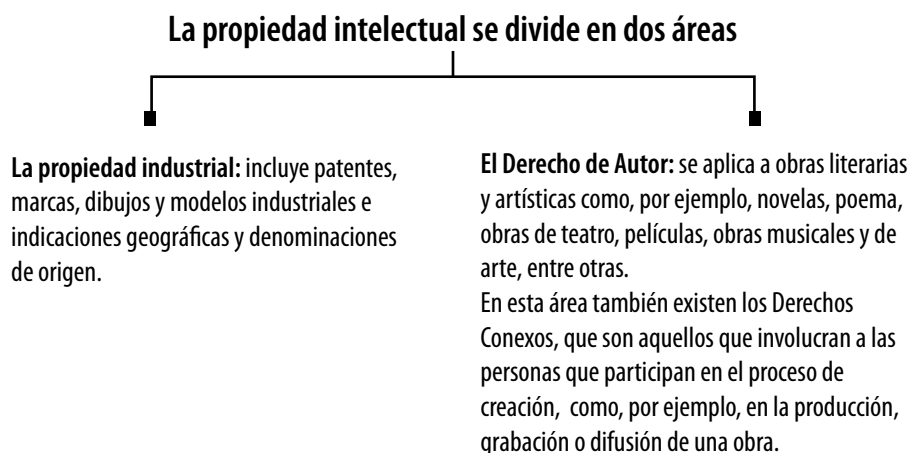 La propiedad intelectual se divide en dos áreas
La propiedad industrial: incluye patentes,
marcas, dibujos y modelos industriales e
indicaciones geográficas y denominaciones
de origen.
El Derecho de Autor: se aplica a obras literarias
y artísticas como, por ejemplo, novelas, poema,
obras de teatro, películas, obras musicales y de
arte, entre otras.
En esta área también existen los Derechos
Conexos, que son aquellos que involucran a las
personas que participan en el proceso de
creación, como, por ejemplo, en la producción,
grabación o difusión de una obra.